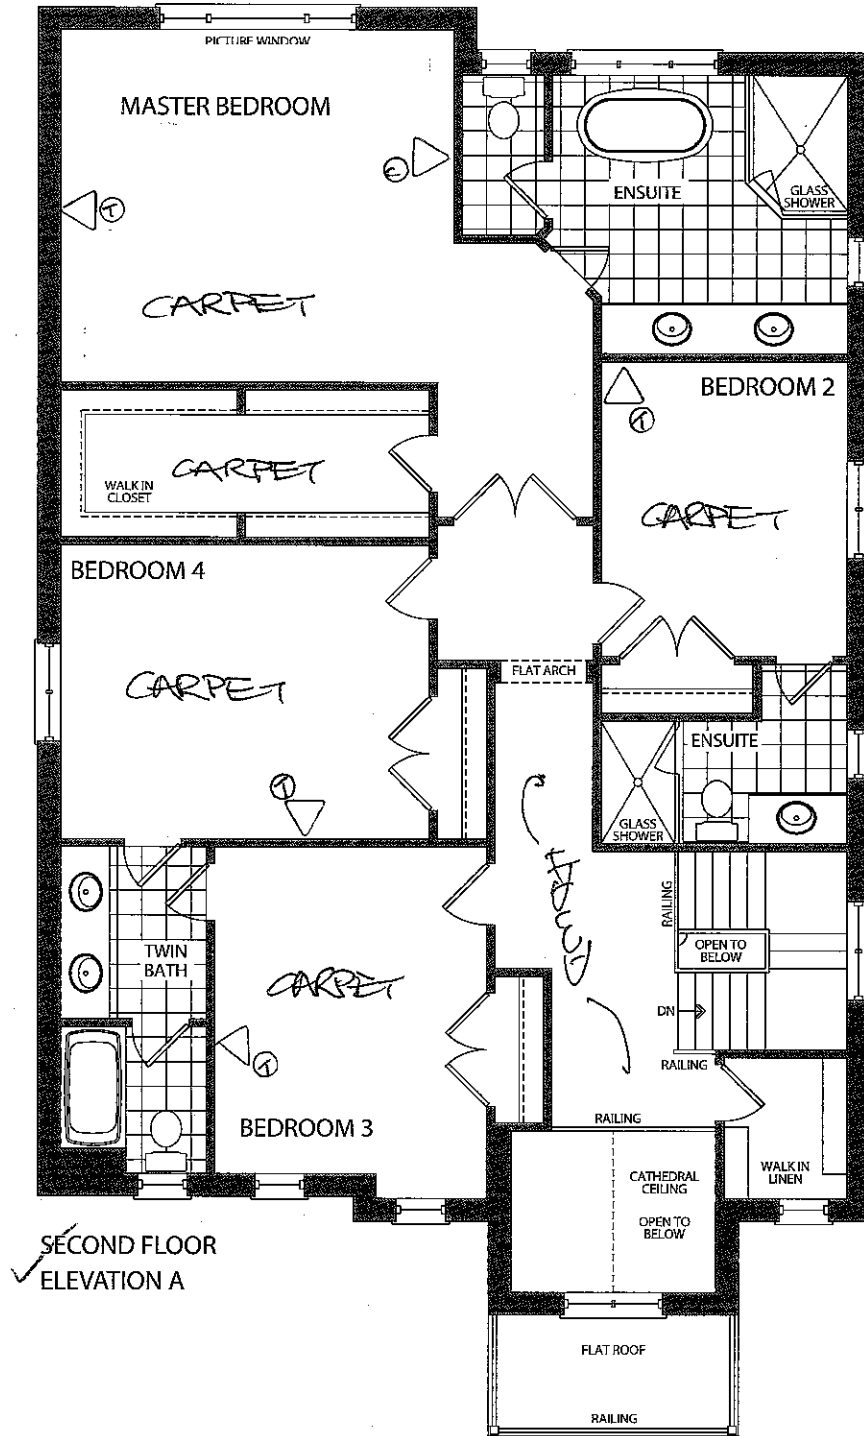 PICTURE WINDOW
MASTER BEDROOM
T
ENSUITE
GLASS
SHOWER
CARPET
BEDROOM 2
T
WALK IN
CLOSET
CARPET
CARPET
BEDROOM 4
CARPET
FLAT ARCH
ENSUITE
T
GLASS
SHOWER
RAILING
OPEN TO
BELOW
TWIN
BATH
CARPET
DN
T
RAILING
BEDROOM 3
RAILING
CATHEDRAL
CEILING
OPEN TO
BELOW
WALK IN
LINEN
SECOND FLOOR
ELEVATION A
FLAT ROOF
RAILING